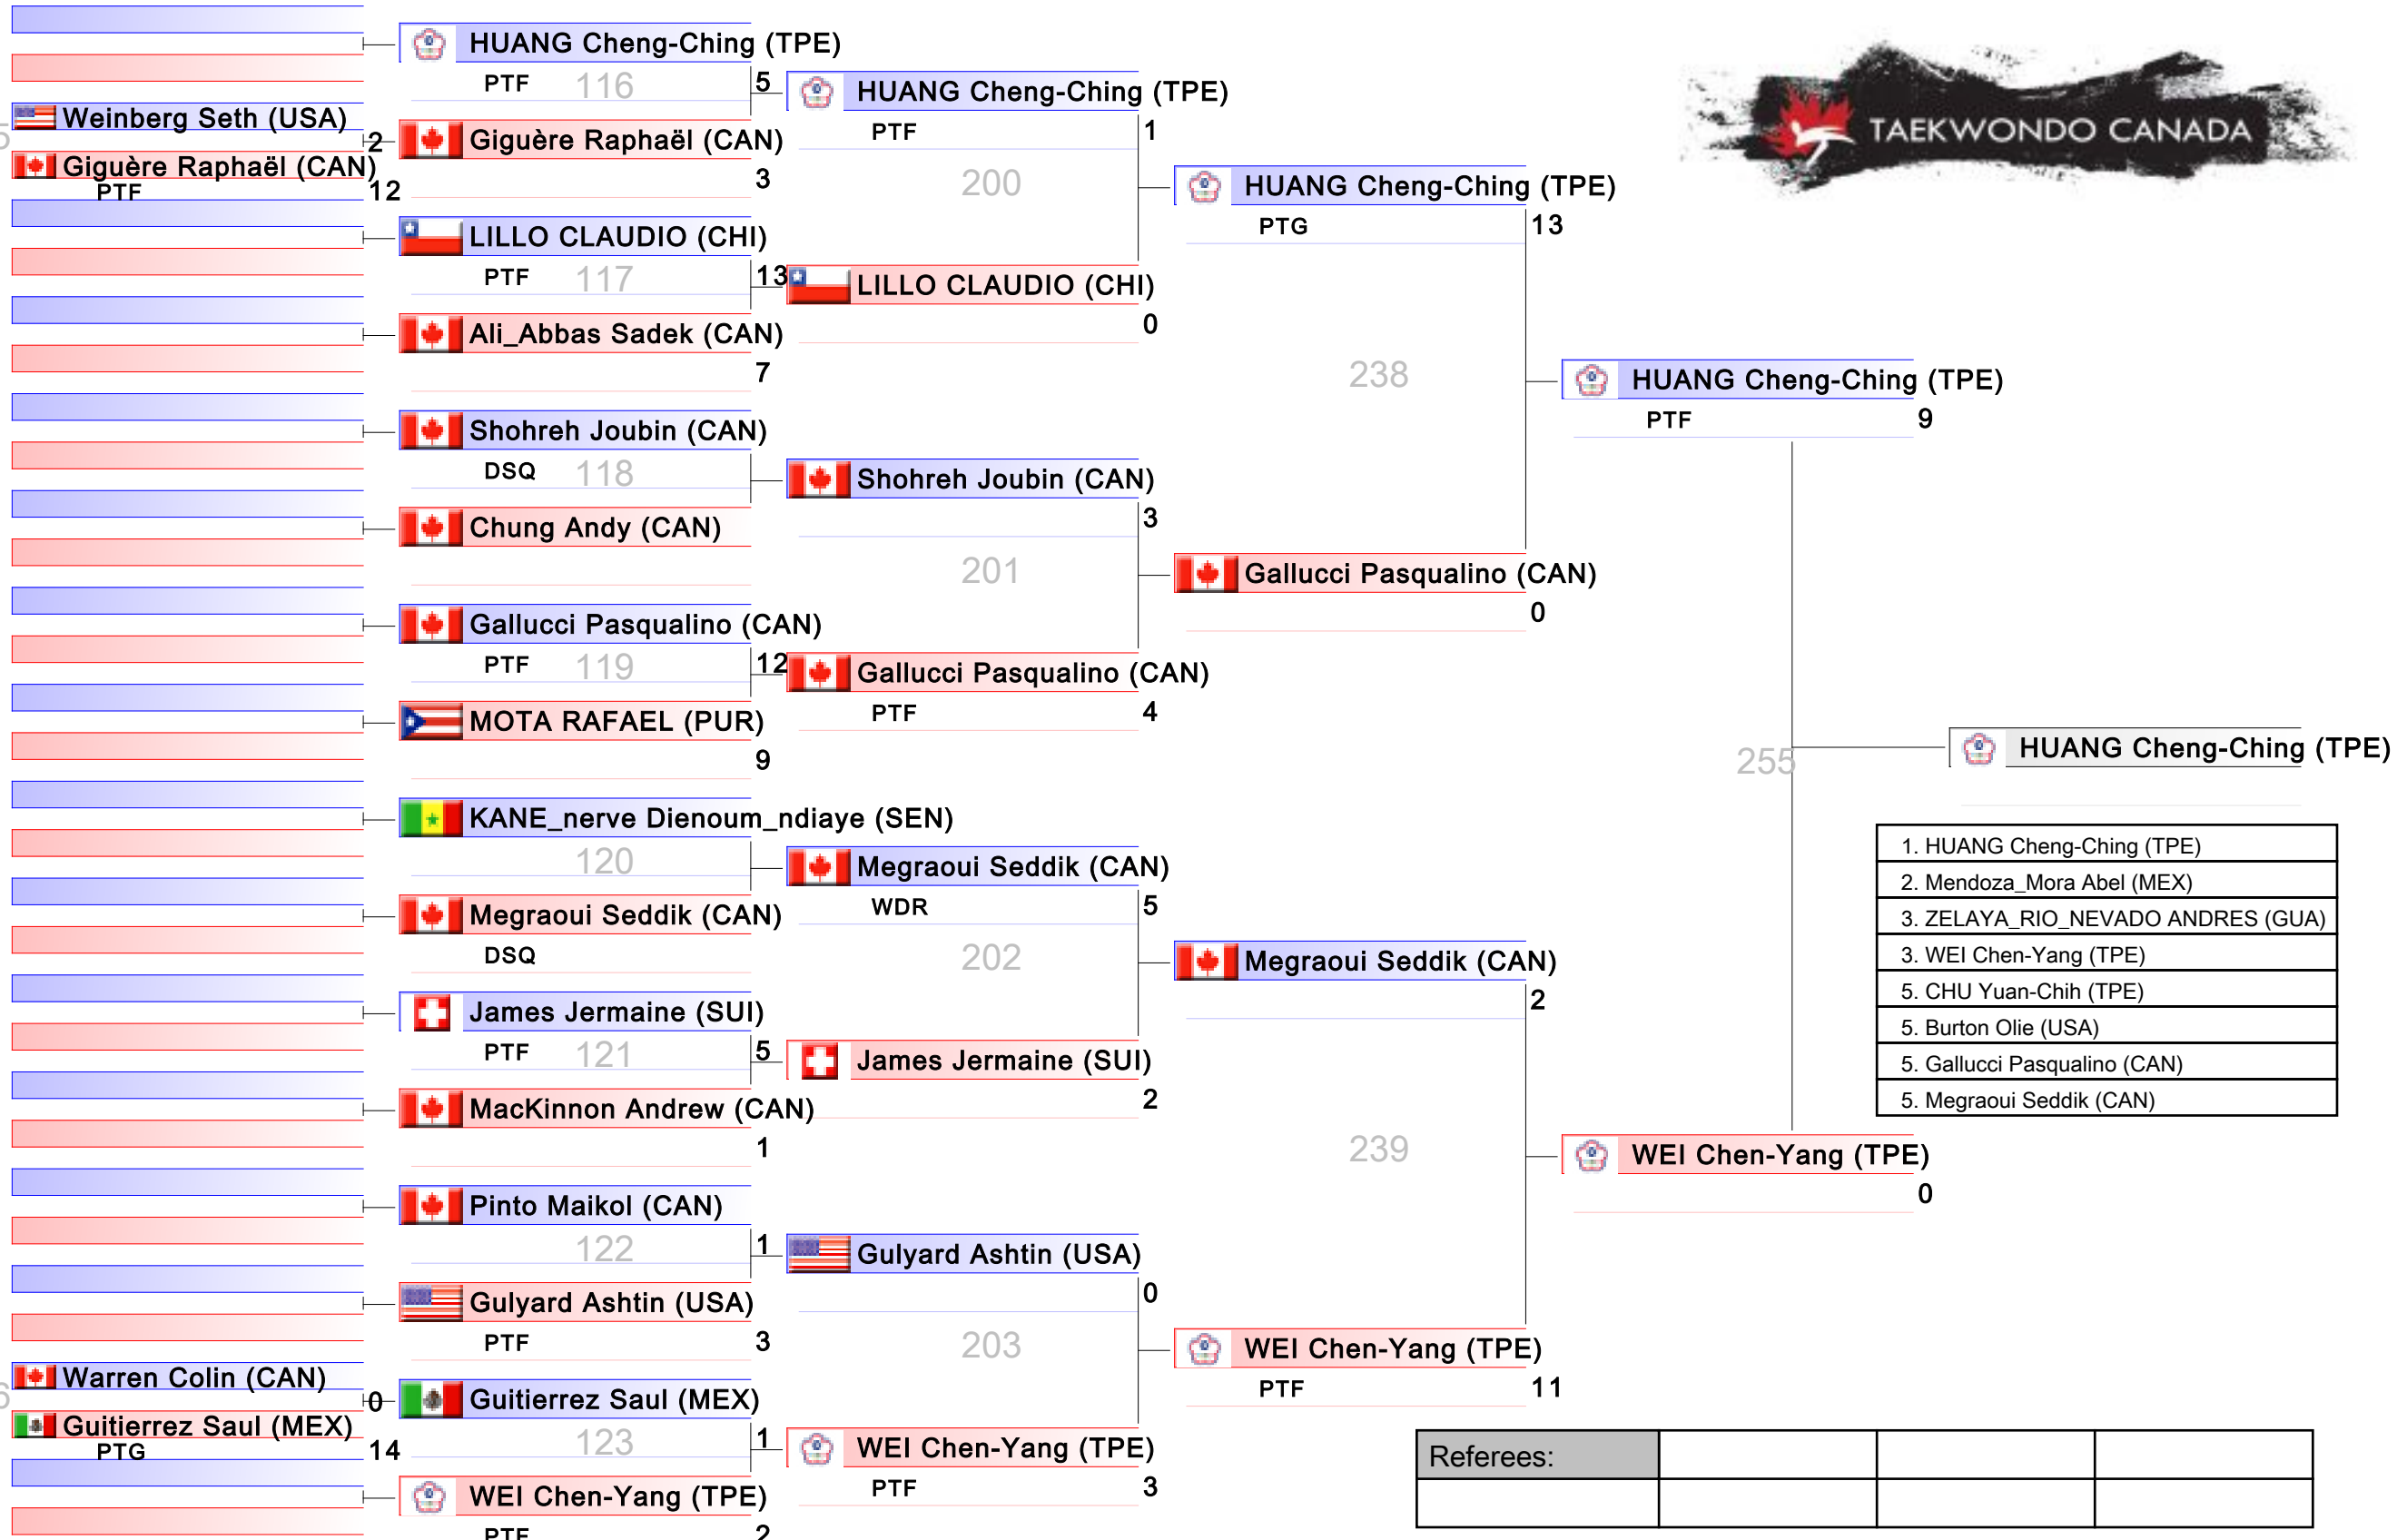 HUANG Cheng-Ching (TPE)
PTF 116 5
Weinberg Seth (USA)
2
Giguère Raphaël (CAN)
PTF 12
Giguère Raphaël (CAN)
3
HUANG Cheng-Ching (TPE)
PTF 1
200
LILLO CLAUDIO (CHI)
PTF 117 13
Ali_Abbas Sadek (CAN)
7
LILLO CLAUDIO (CHI)
0
HUANG Cheng-Ching (TPE)
PTG 13
238
Shohreh Joubin (CAN)
DSQ 118
Chung Andy (CAN)
Shohreh Joubin (CAN)
3
201
Gallucci Pasqualino (CAN)
PTF 119 12
MOTA RAFAEL (PUR)
9
Gallucci Pasqualino (CAN)
PTF 4
Gallucci Pasqualino (CAN)
0
HUANG Cheng-Ching (TPE)
PTF 9
255
HUANG Cheng-Ching (TPE)
KANE_nerve Dienoum_ndiaye (SEN)
120
Megraoui Seddik (CAN)
DSQ
Megraoui Seddik (CAN)
WDR 5
202
James Jermaine (SUI)
PTF 121 5
MacKinnon Andrew (CAN)
1
James Jermaine (SUI)
2
Megraoui Seddik (CAN)
2
239
Pinto Maikol (CAN)
122 1
Gulyard Ashtin (USA)
PTF 3
Gulyard Ashtin (USA)
0
203
Warren Colin (CAN)
0
Guitierrez Saul (MEX)
PTG 14
Guitierrez Saul (MEX)
123 1
WEI Chen-Yang (TPE)
PTF 2
WEI Chen-Yang (TPE)
PTF 3
WEI Chen-Yang (TPE)
PTF 11
WEI Chen-Yang (TPE)
0
TAEKWONDO CANADA
1. HUANG Cheng-Ching (TPE)
2. Mendoza_Mora Abel (MEX)
3. ZELAYA_RIO_NEVADO ANDRES (GUA)
3. WEI Chen-Yang (TPE)
5. CHU Yuan-Chih (TPE)
5. Burton Olie (USA)
5. Gallucci Pasqualino (CAN)
5. Megraoui Seddik (CAN)
Referees: